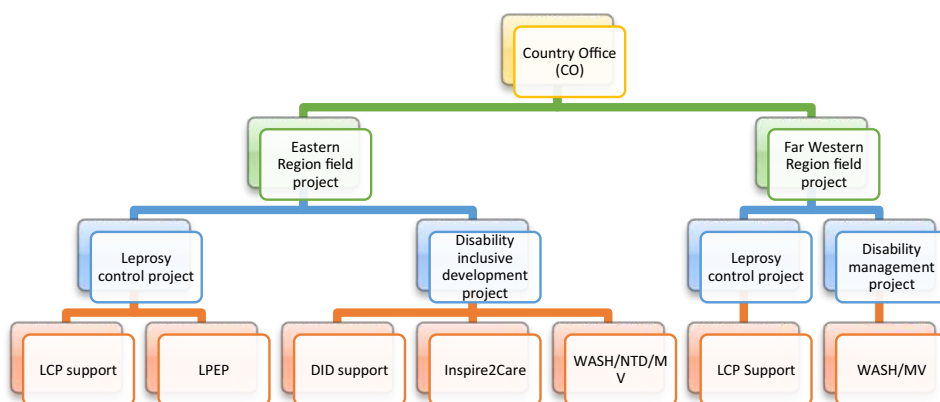 Country Office
(CO)
Eastern
Region field
project
Far Western
Region field
project
Leprosy
control project
Disability
inclusive
development
project
Leprosy
control project
Disability
management
project
LCP support
LPEP
DID support
Inspire2Care
WASH/NTD/M
V
LCP Support
WASH/MV